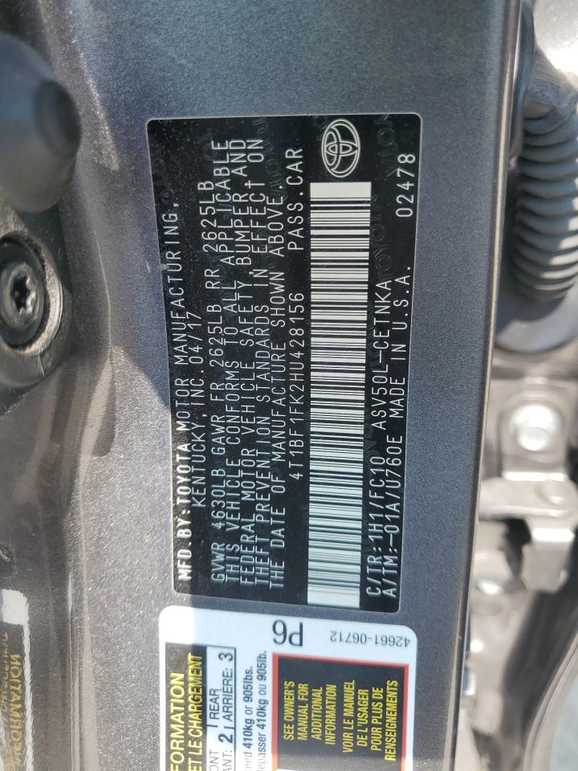 MFD.BY:TOYOTA MOTOR MANUFACTURING,
KENTUCKY, INC. 04/17
GVWR 4630LB GAWR FR 2625LB RR 2625LB
THIS VEHICLE CONFORMS TO ALL APPLICABLE
FEDERAL MOTOR VEHICLE SAFETY, BUMPER AND
THEFT PREVENTION STANDARDS IN EFFECT ON
THE DATE OF MANUFACTURE SHOWN ABOVE.
4T1BF1FK7HU428156 PASS.CAR
C/TR:1H1/FC10 ASV50L-CETNKA
A/TM:-01A/U760E MADE IN U.S.A.
02478
FORMATION
ET LE CHARGEMENT
2 REAR
ARRIÈRE: 3
410kg or 905lbs.
410kg ou 905lb.
SEE OWNER'S
MANUAL FOR
ADDITIONAL
INFORMATION
VOIR LE MANUEL
DE L'USAGER
POUR PLUS DE
RENSEIGNEMENTS
P6
42661-06712